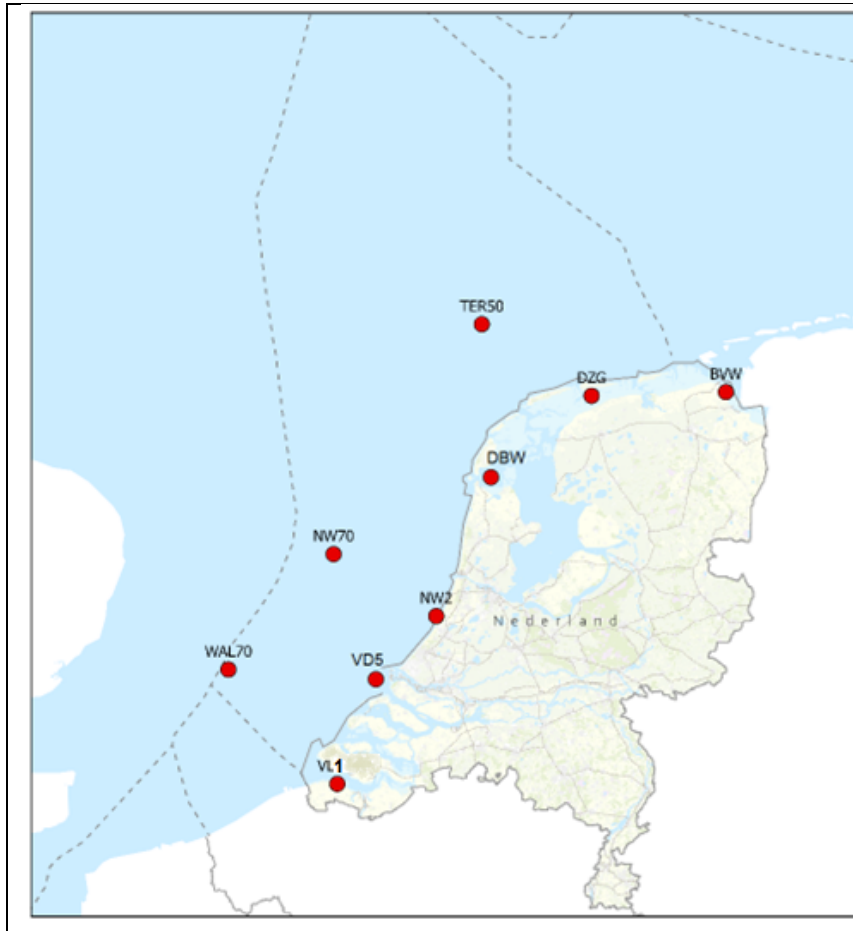 TER50
DZG
BVW
DBW
NW70
NW2
Nederland
WAL70
VD5
VL1